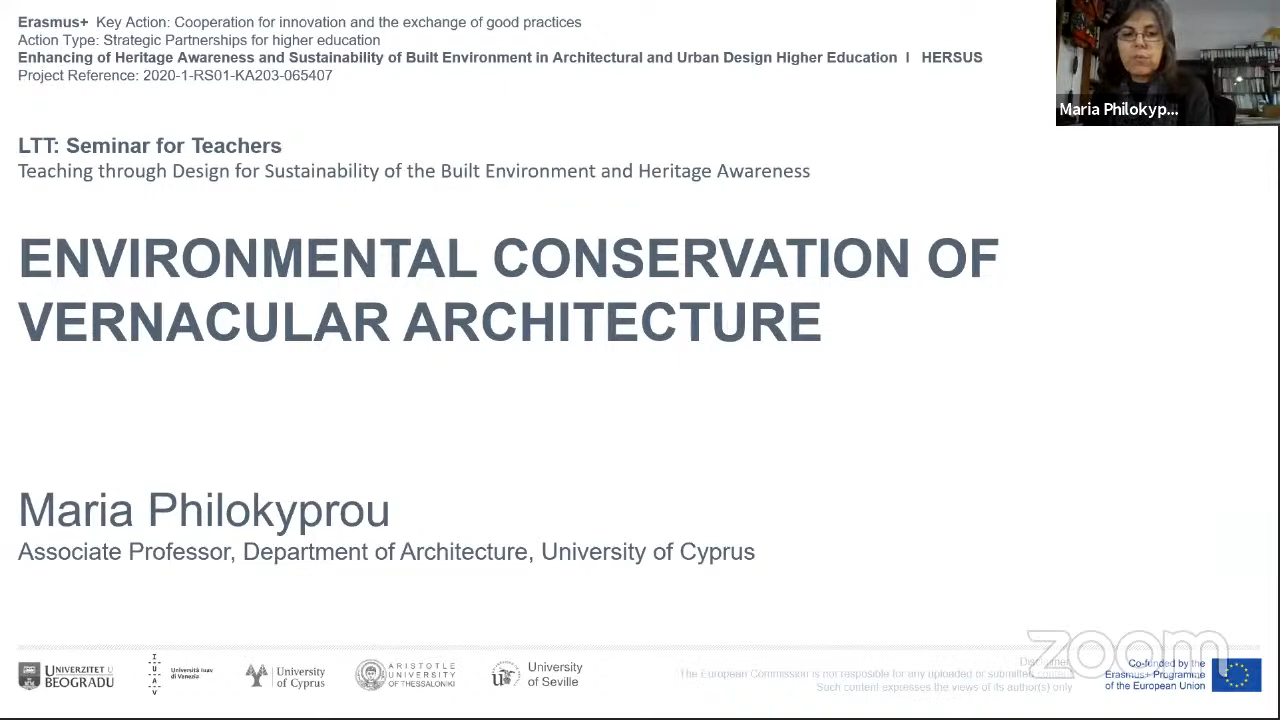 Erasmus+ Key Action: Cooperation for innovation and the exchange of good practices
Action Type: Strategic Partnerships for higher education
Enhancing of Heritage Awareness and Sustainability of Built Environment in Architectural and Urban Design Higher Education I HERSUS
Project Reference: 2020-1-RS01-KA203-065407
Maria Philokyp...
LTT: Seminar for Teachers
Teaching through Design for Sustainability of the Built Environment and Heritage Awareness
ENVIRONMENTAL CONSERVATION OF
VERNACULAR ARCHITECTURE
Maria Philokyprou
Associate Professor, Department of Architecture, University of Cyprus
UNIVERZITET U
BEOGRADU
I
U
A
V
Università Iuav
di Venezia
University
of Cyprus
ARISTOTLE
UNIVERSITY
OF THESSALONIKI
University
of Seville
Disclaimer
The European Commission is not resposible for any uploaded or submitted content
Such content expresses the views of its author(s) only
zoom
Co-funded by the
Erasmus+ Programme
of the European Union